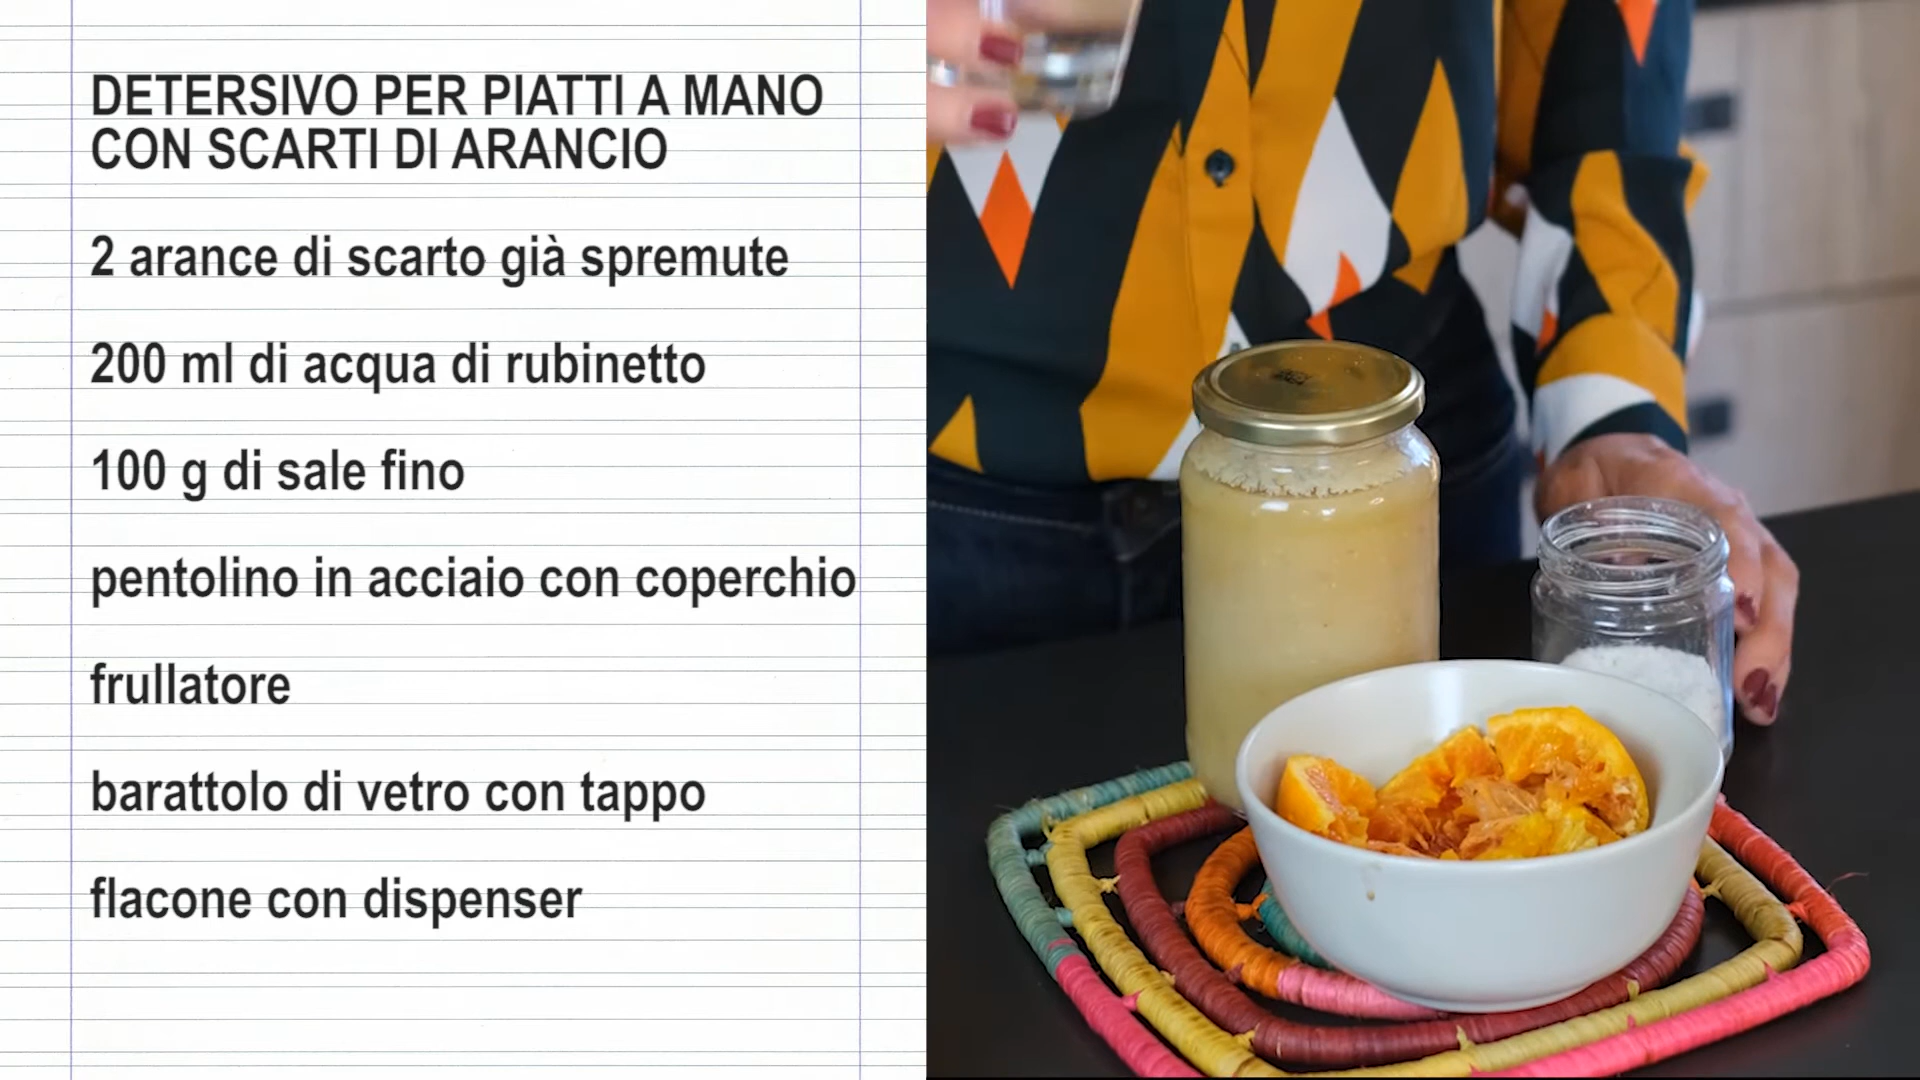 DETERSIVO PER PIATTI A MANO
CON SCARTI DI ARANCIO
2 arance di scarto già spremute
200 ml di acqua di rubinetto
100 g di sale fino
pentolino in acciaio con coperchio
frullatore
barattolo di vetro con tappo
flacone con dispenser